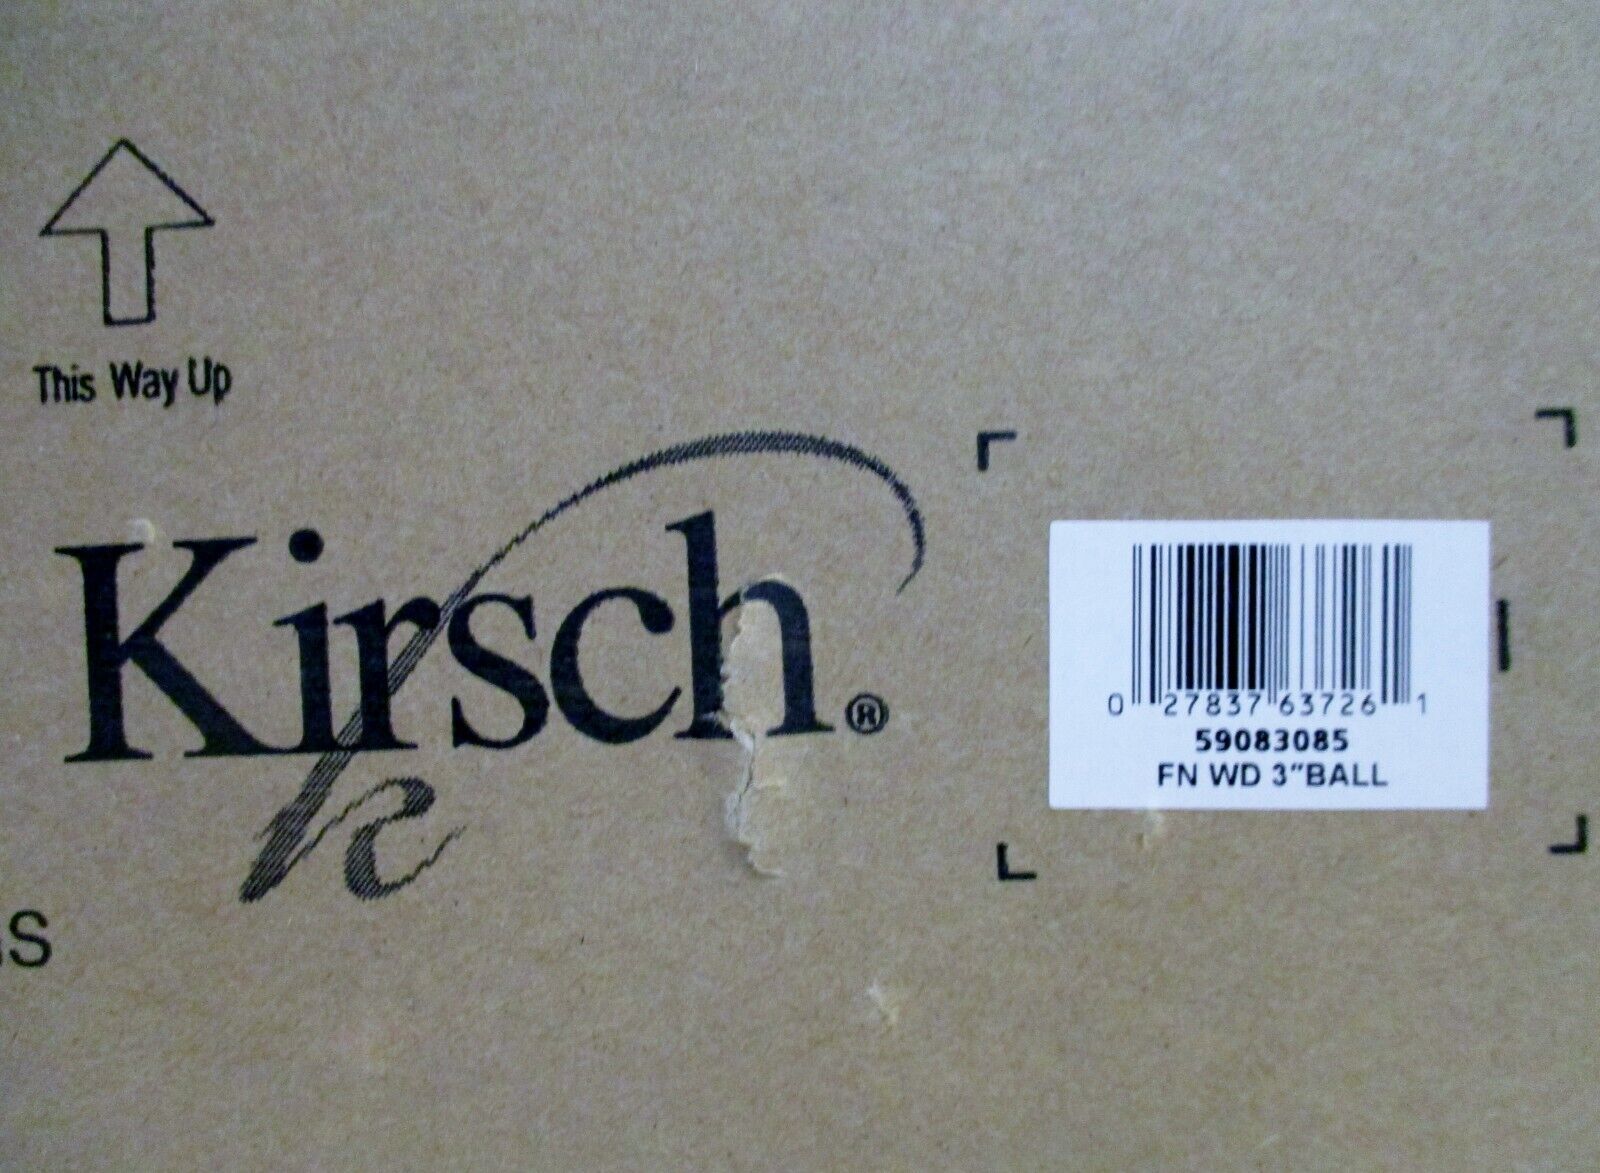 This Way Up
Kirsch®
0 27837 63726 1
59083085
FN WD 3"BALL